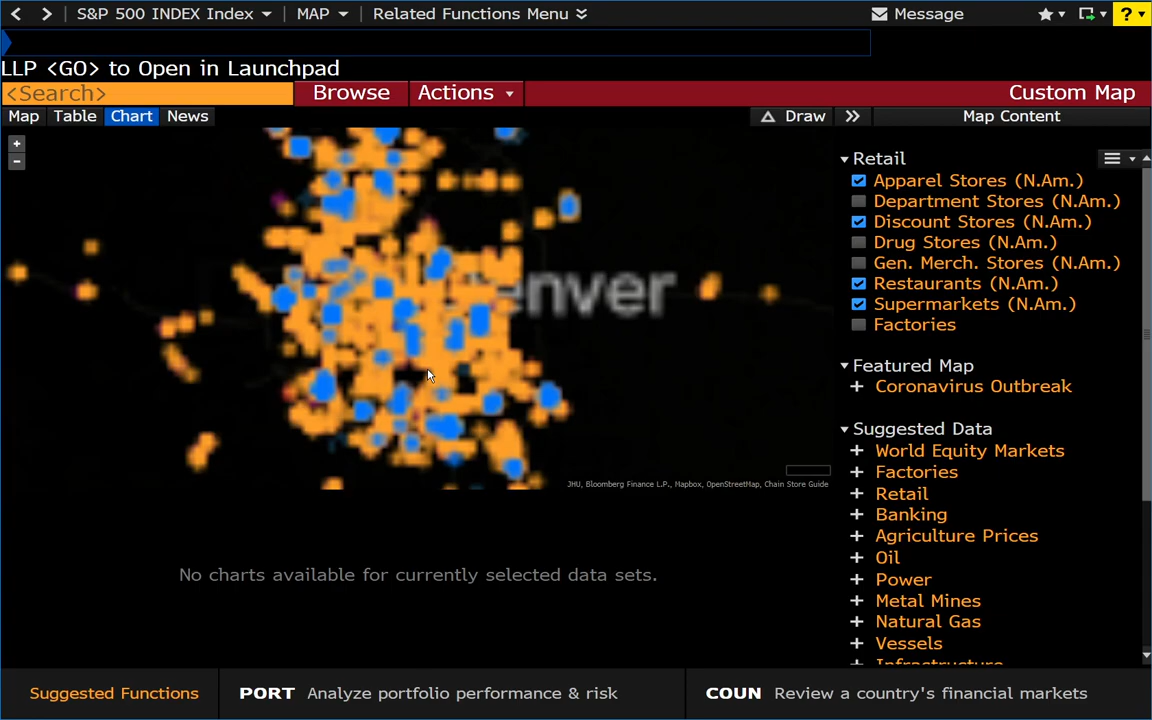 S&P 500 INDEX Index MAP Related Functions Menu Message ?
LLP <GO> to Open in Launchpad
<Search> Browse Actions Custom Map
Map Table Chart News Draw Map Content
+
-
enver
JHU, Bloomberg Finance L.P., Mapbox, OpenStreetMap, Chain Store Guide
No charts available for currently selected data sets.
Retail
Apparel Stores (N.Am.)
Department Stores (N.Am.)
Discount Stores (N.Am.)
Drug Stores (N.Am.)
Gen. Merch. Stores (N.Am.)
Restaurants (N.Am.)
Supermarkets (N.Am.)
Factories
Featured Map
+ Coronavirus Outbreak
Suggested Data
+ World Equity Markets
+ Factories
+ Retail
+ Banking
+ Agriculture Prices
+ Oil
+ Power
+ Metal Mines
+ Natural Gas
+ Vessels
+ Infrastructure
Suggested Functions PORT Analyze portfolio performance & risk COUN Review a country's financial markets